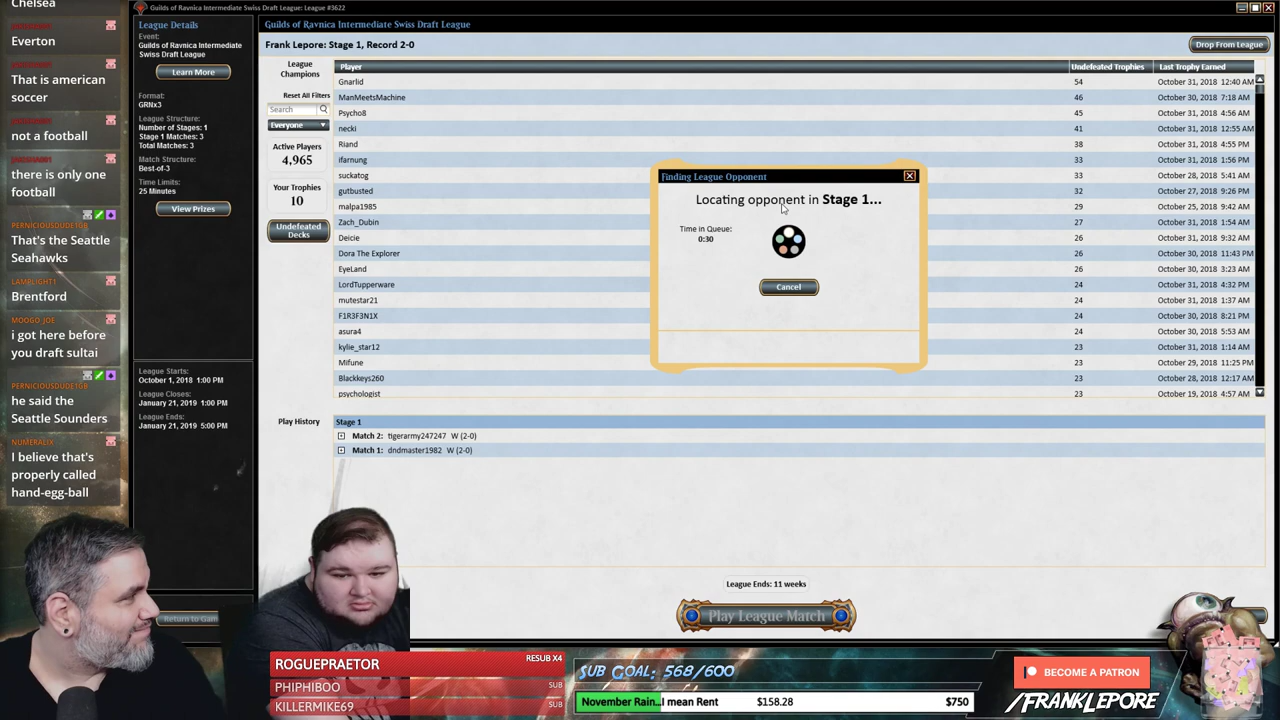 Chelsea
Everton
That is american
soccer
not a football
there is only one
football
PERNICIOUSDUDE1GB
That's the Seattle
Seahawks
LAMPLIGHT1
Brentford
MOOGO_JOE
i got here before
you draft sultai
PERNICIOUSDUDE1GB
he said the
Seattle Sounders
NUMERALIX
I believe that's
properly called
hand-egg-ball
Guilds of Ravnica Intermediate Swiss Draft League: League #3622
League Details
Event:
Guilds of Ravnica Intermediate
Swiss Draft League
Learn More
Format:
GRNx3
League Structure:
Number of Stages: 1
Stage 1 Matches: 3
Total Matches: 3
Match Structure:
Best-of-3
Time Limits:
25 Minutes
View Prizes
League Starts:
October 1, 2018 1:00 PM
League Closes:
January 21, 2019 1:00 PM
League Ends:
January 21, 2019 5:00 PM
Return to Gam
Guilds of Ravnica Intermediate Swiss Draft League
Frank Lepore: Stage 1, Record 2-0
Drop From League
League
Champions
Reset All Filters
Search
Everyone
Active Players
4,965
Your Trophies
10
Undefeated
Decks
Player Undefeated Trophies Last Trophy Earned
Gnarlid 54 October 31, 2018 12:40 AM
ManMeetsMachine 46 October 30, 2018 7:18 AM
Psycho8 45 October 31, 2018 4:56 AM
necki 41 October 31, 2018 12:55 AM
Riand 38 October 31, 2018 4:55 PM
ifarnung 33 October 31, 2018 1:56 PM
suckatog 33 October 28, 2018 5:41 PM
gutbusted 32 October 27, 2018 9:26 PM
malpa1985 29 October 25, 2018 9:42 AM
Zach_Dubin 27 October 31, 2018 1:54 AM
Deicie 26 October 31, 2018 9:32 AM
Dora The Explorer 26 October 30, 2018 11:43 PM
EyeLand 26 October 30, 2018 3:23 AM
LordTupperware 24 October 31, 2018 4:32 PM
mutestar21 24 October 31, 2018 1:37 AM
F1R3F3N1X 24 October 30, 2018 8:21 PM
asura4 24 October 30, 2018 5:53 AM
kylie_star12 23 October 31, 2018 1:14 AM
Mifune 23 October 29, 2018 11:25 PM
Blackkeys260 23 October 28, 2018 12:17 AM
psychologist 23 October 19, 2018 4:57 AM
Finding League Opponent
Locating opponent in Stage 1...
Time in Queue:
0:30
Cancel
Play History
Stage 1
Match 2: tigerarmy247247 W (2-0)
Match 1: dndmaster1982 W (2-0)
League Ends: 11 weeks
Play League Match
ROGUEPRAETOR RESUB X4
PHIPHIBOO SUB
KILLERMIKE69 SUB
SUB GOAL: 568/600
November Rain...I mean Rent $158.28 $750
BECOME A PATRON
/FRANKLEPORE